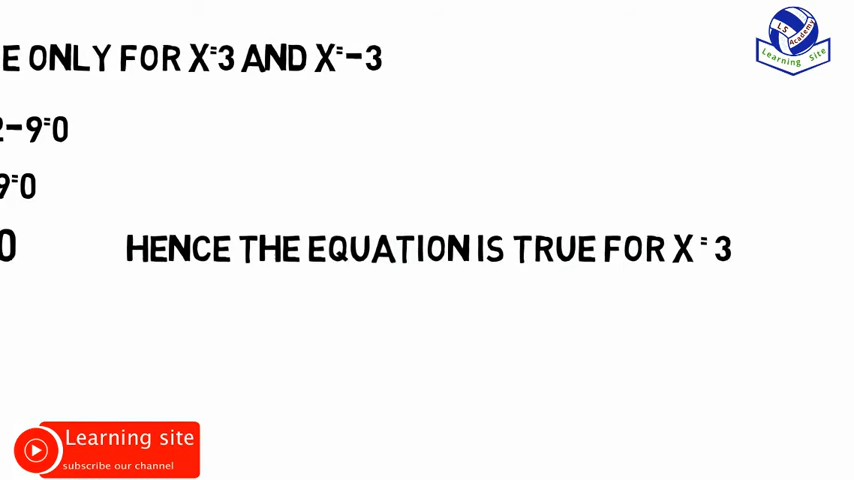 E ONLY FOR X=3 AND X=-3
2-9=0
9=0
0 HENCE THE EQUATION IS TRUE FOR X = 3
LS
Academy
Learning Site
Learning site
subscribe our channel